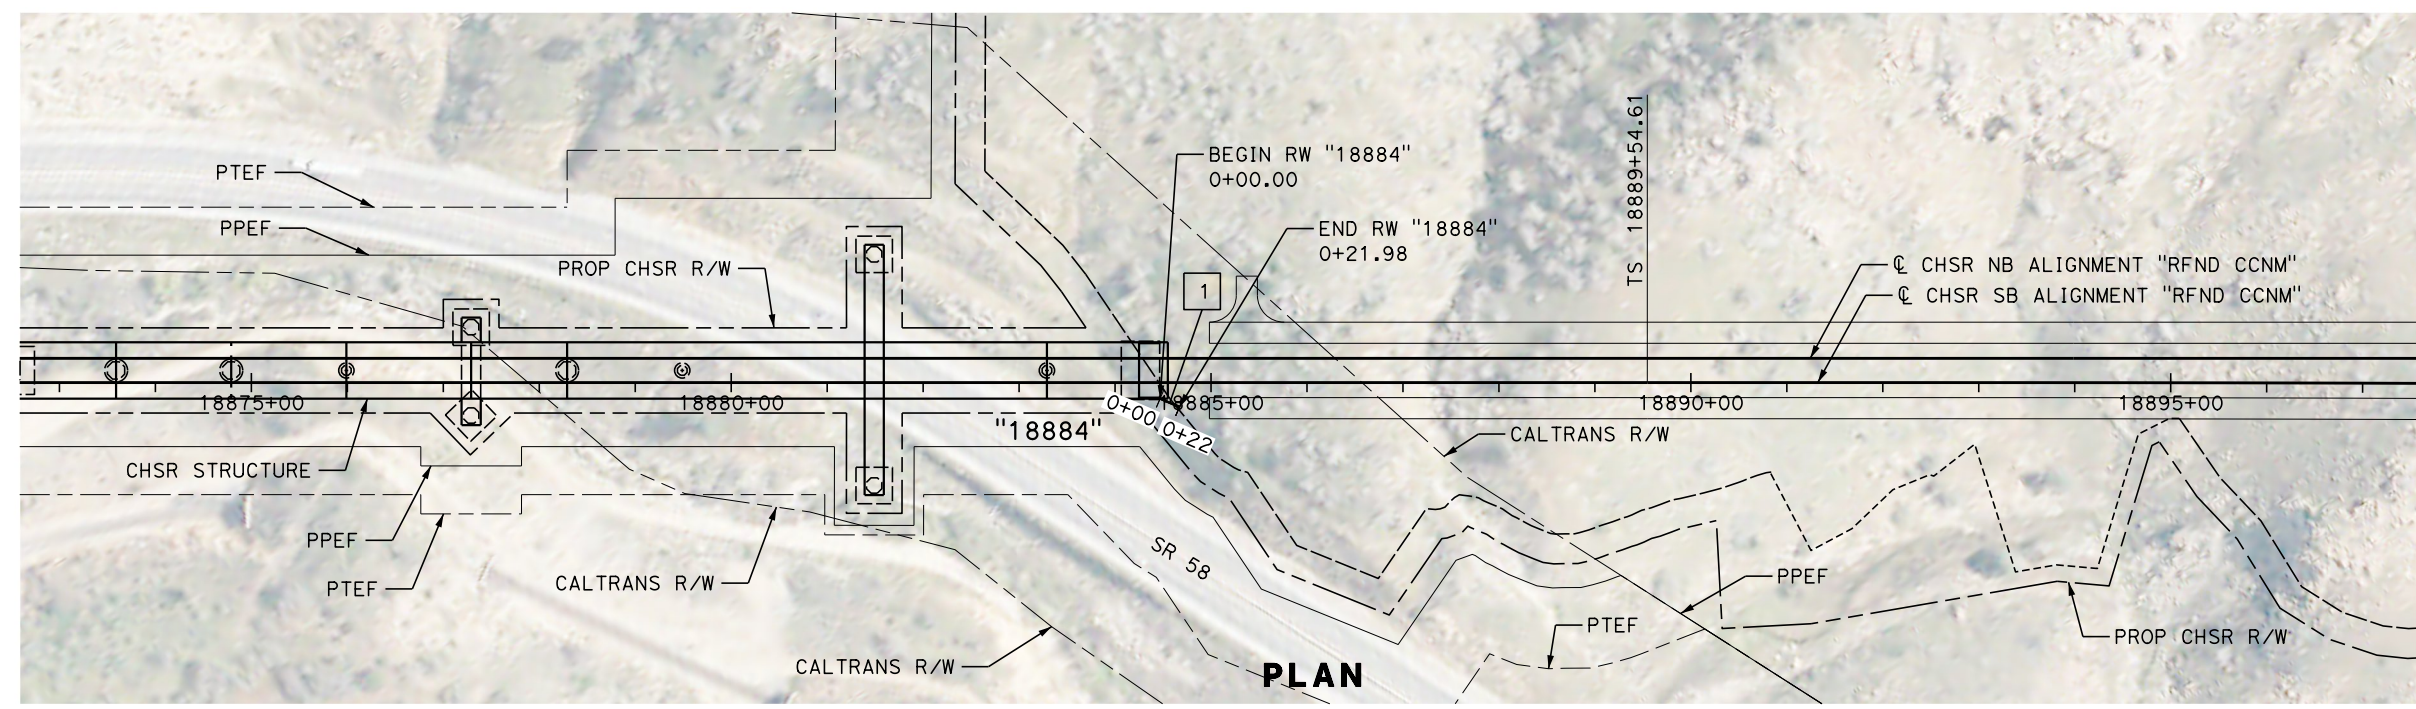 PTEF
PPEF
PROP CHSR R/W
BEGIN RW "18884"
0+00.00
END RW "18884"
0+21.98
1
TS 18889+54.61
℄ CHSR NB ALIGNMENT "RFND CCNM"
℄ CHSR SB ALIGNMENT "RFND CCNM"
18875+00
18880+00
0+00
18885+00
18890+00
18895+00
"18884"
0+22
CALTRANS R/W
CHSR STRUCTURE
PPEF
PTEF
CALTRANS R/W
SR 58
PPEF
PTEF
PROP CHSR R/W
CALTRANS R/W
PLAN